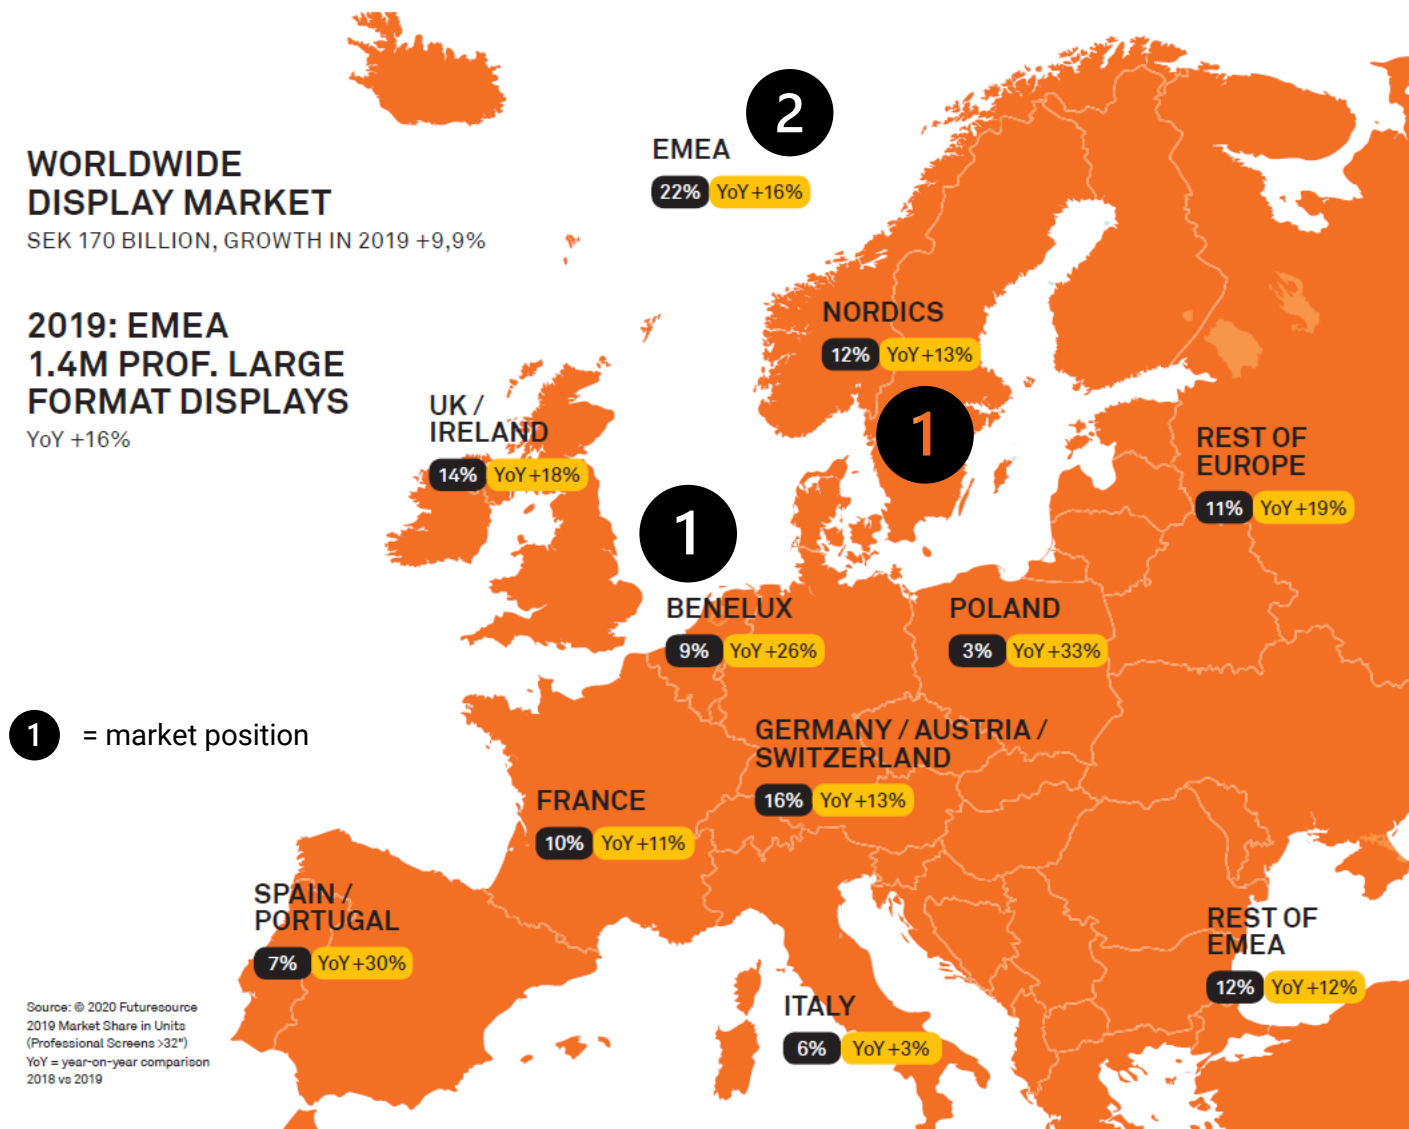 WORLDWIDE
DISPLAY MARKET
SEK 170 BILLION, GROWTH IN 2019 +9,9%
2019: EMEA
1.4M PROF. LARGE
FORMAT DISPLAYS
YoY +16%
2
EMEA
22% YoY +16%
NORDICS
12% YoY +13%
1
UK /
IRELAND
14% YoY +18%
REST OF
EUROPE
11% YoY +19%
1
BENELUX
9% YoY +26%
POLAND
3% YoY +33%
1 = market position
GERMANY / AUSTRIA /
SWITZERLAND
16% YoY +13%
FRANCE
10% YoY +11%
SPAIN /
PORTUGAL
7% YoY +30%
REST OF
EMEA
12% YoY +12%
ITALY
6% YoY +3%
Source: © 2020 Futuresource
2019 Market Share in Units
(Professional Screens >32")
YoY = year-on-year comparison
2018 vs 2019